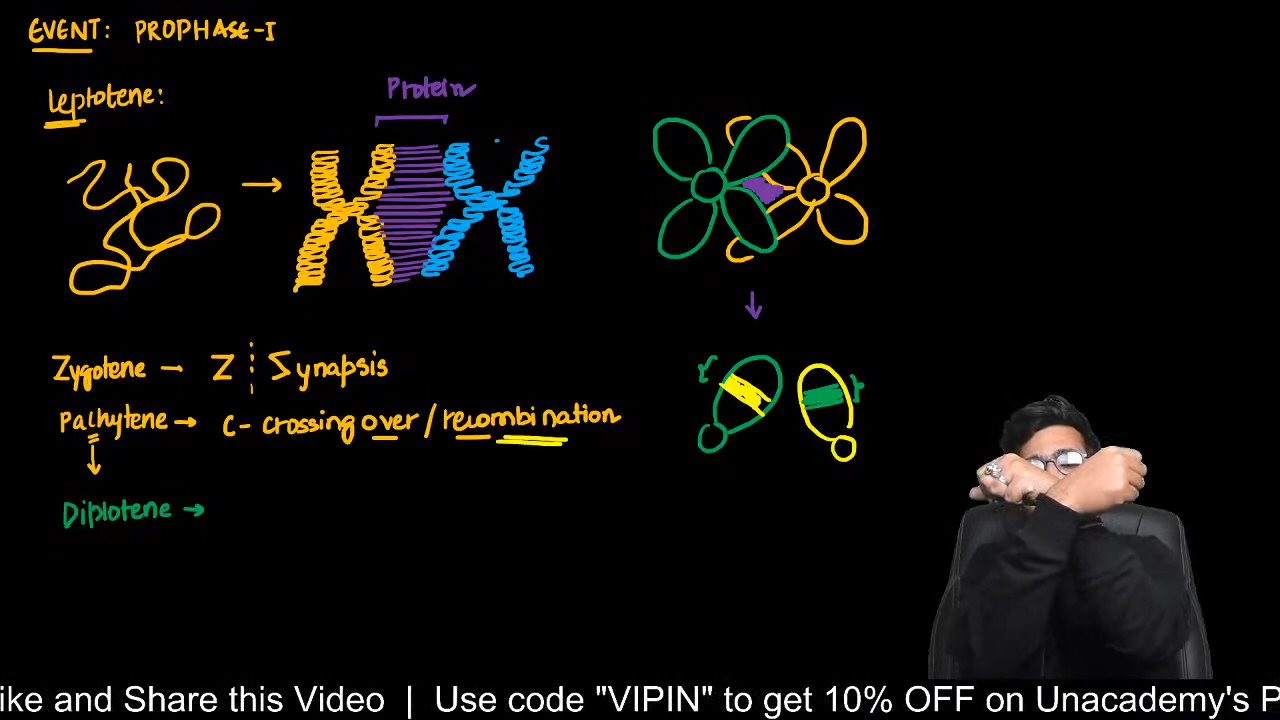 EVENT: PROPHASE-I
Leptotene:
Protein
Zygotene - Z Synapsis
Pachytene → C- crossing over / recombination
Diplotene →
ike and Share this Video | Use code "VIPIN" to get 10% OFF on Unacademy's P